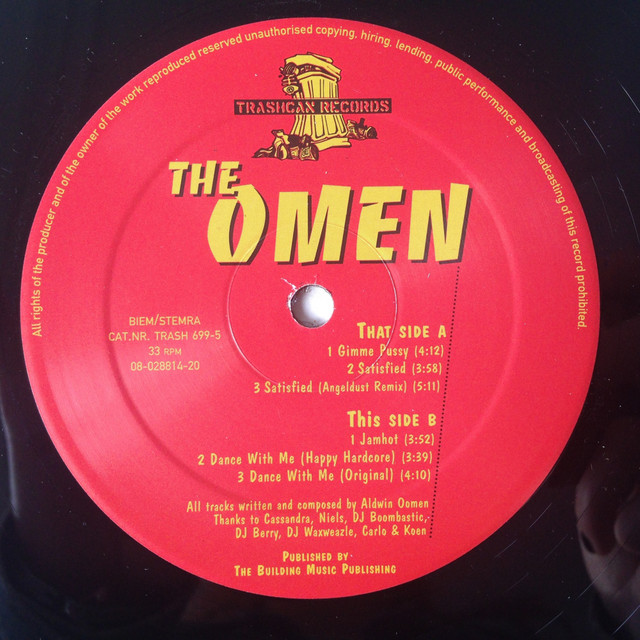 All rights of the producer and of the owner of the work reproduced reserved unauthorised copying, hiring, lending, public performance and broadcasting of this record prohibited.
TRASHCAN RECORDS
THE
OMEN
BIEM/STEMRA
CAT.NR. TRASH 699-5
33 RPM
08-028814-20
THAT SIDE A
1 Gimme Pussy (4:12)
2 Satisfied (3:58)
3 Satisfied (Angeldust Remix) (5:11)
This SIDE B
1 Jamhot (3:52)
2 Dance With Me (Happy Hardcore) (3:39)
3 Dance With Me (Original) (4:10)
All tracks written and composed by Aldwin Oomen
Thanks to Cassandra, Niels, DJ Boombastic,
DJ Berry, DJ Waxweazle, Carlo & Koen
PUBLISHED BY
THE BUILDING MUSIC PUBLISHING